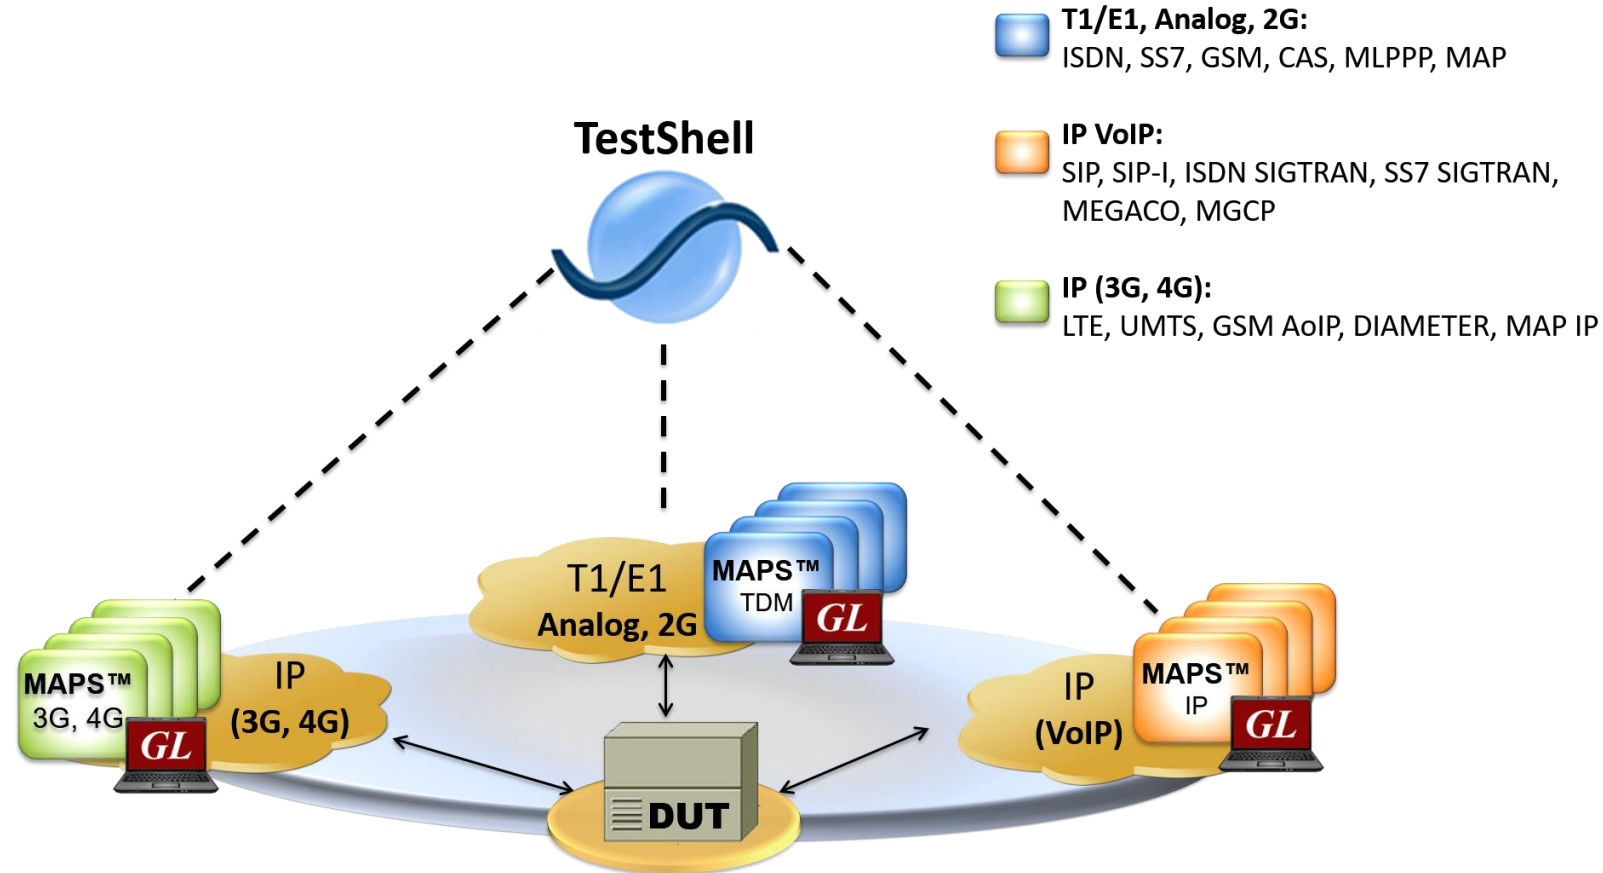 T1/E1, Analog, 2G:
ISDN, SS7, GSM, CAS, MLPPP, MAP
IP VoIP:
SIP, SIP-I, ISDN SIGTRAN, SS7 SIGTRAN,
MEGACO, MGCP
IP (3G, 4G):
LTE, UMTS, GSM AoIP, DIAMETER, MAP IP
TestShell
T1/E1
Analog, 2G
MAPS™
TDM
GL
MAPS™
3G, 4G
GL
IP
(3G, 4G)
IP
(VoIP)
MAPS™
IP
GL
DUT